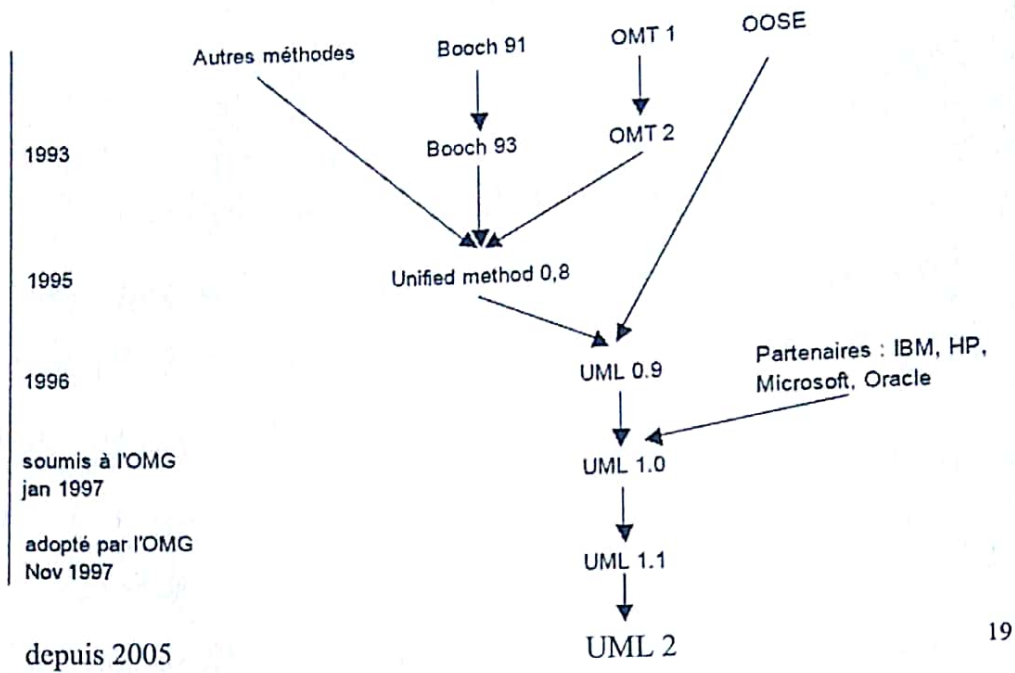 Autres méthodes
Booch 91
OMT 1
OOSE
1993
Booch 93
OMT 2
1995
Unified method 0,8
1996
UML 0.9
Partenaires : IBM, HP,
Microsoft, Oracle
soumis à l'OMG
jan 1997
UML 1.0
adopté par l'OMG
Nov 1997
UML 1.1
depuis 2005
UML 2
19